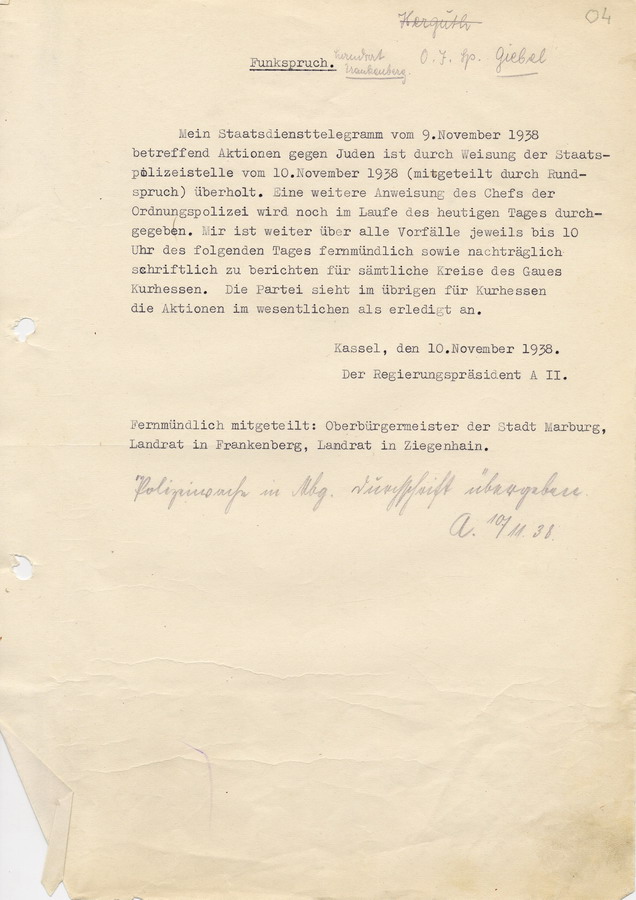 Herguth
04
Funkspruch. Landrat Frankenberg. O. J. Sp. Giebel
Mein Staatsdiensttelegramm vom 9.November 1938
betreffend Aktionen gegen Juden ist durch Weisung der Staats-
polizeistelle vom 10.November 1938 (mitgeteilt durch Rund-
spruch) überholt. Eine weitere Anweisung des Chefs der
Ordnungspolizei wird noch im Laufe des heutigen Tages durch-
gegeben. Mir ist weiter über alle Vorfälle jeweils bis 10
Uhr des folgenden Tages fernmündlich sowie nachträglich
schriftlich zu berichten für sämtliche Kreise des Gaues
Kurhessen. Die Partei sieht im übrigen für Kurhessen
die Aktionen im wesentlichen als erledigt an.
Kassel, den 10.November 1938.
Der Regierungspräsident A II.
Fernmündlich mitgeteilt: Oberbürgermeister der Stadt Marburg,
Landrat in Frankenberg, Landrat in Ziegenhain.
Polizeiwache in Mbg. Durchschrift übergeben.
A. 10/11.38.